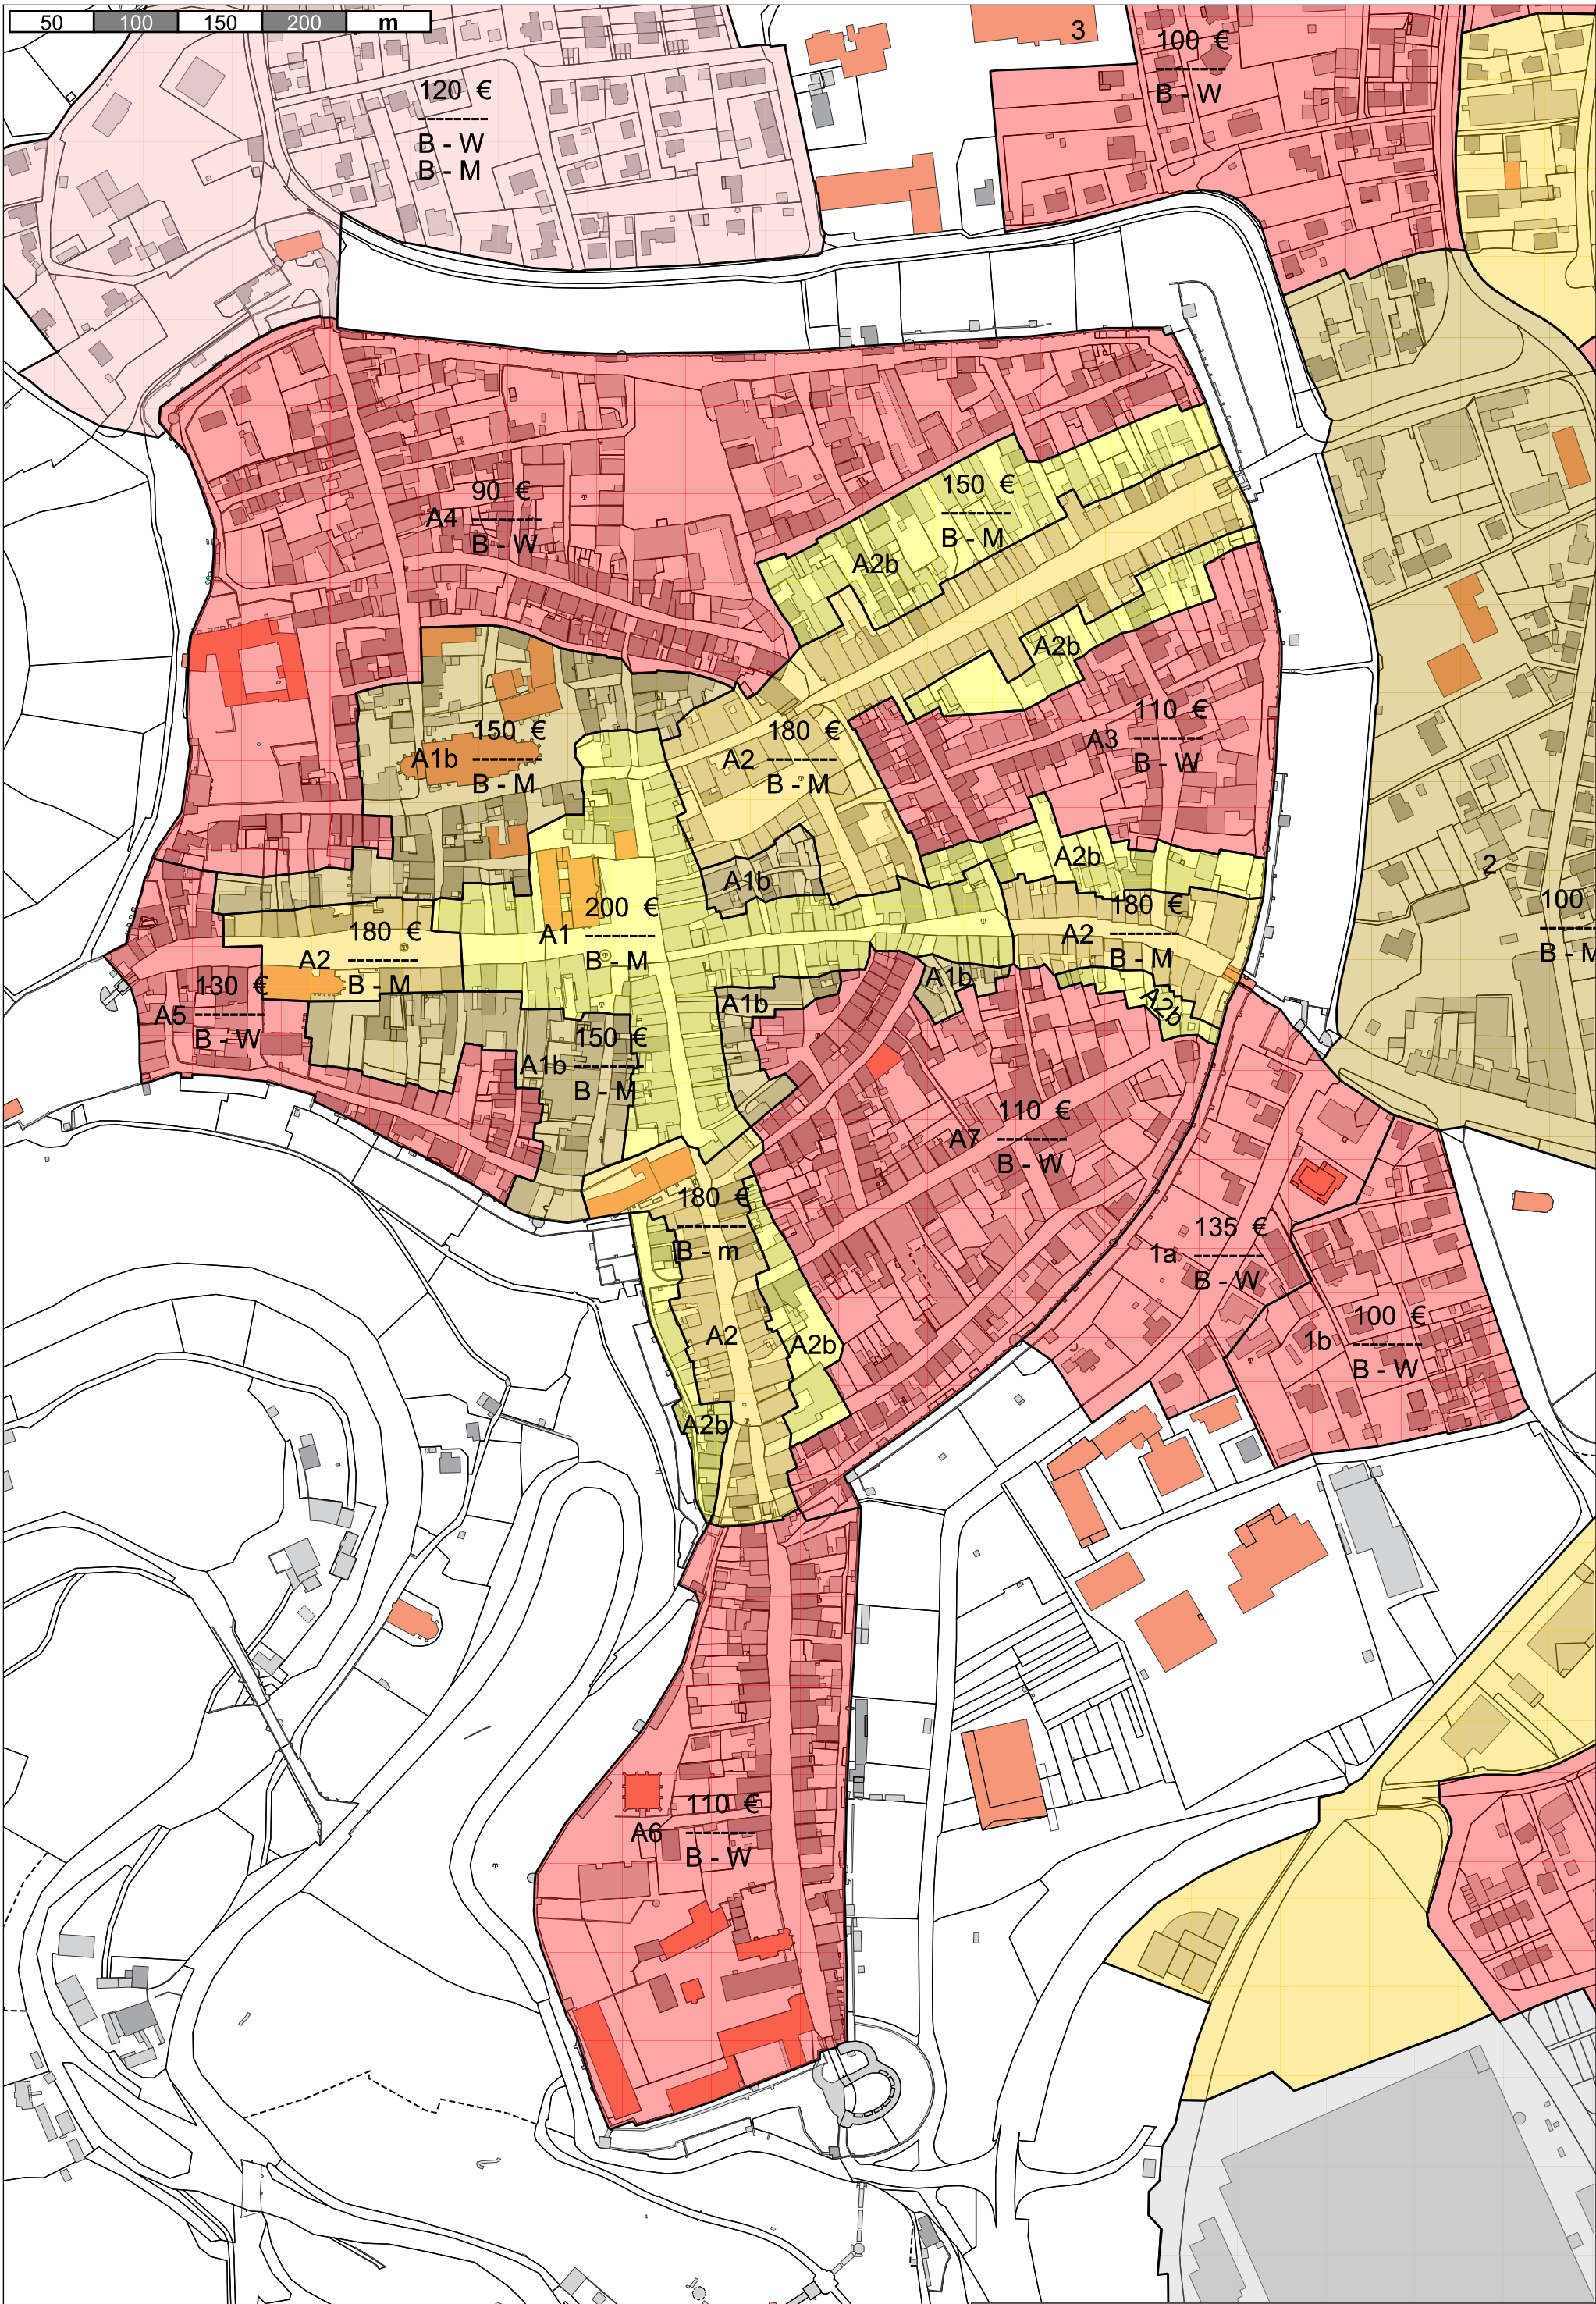 50 100 150 200 m
3
100 €
--------
B - W
120 €
--------
B - W
B - M
150 €
--------
B - M
A2b
90 €
A4 --------
B - W
A2b
110 €
A3 --------
B - W
150 €
A1b --------
B - M
180 €
A2 --------
B - M
A2b
2
A1b
100
--------
B - M
200 €
A1 --------
B - M
180 €
A2 --------
B - M
180 €
A2 --------
B - M
A1b
A1b
A2b
130 €
A5 --------
B - W
150 €
A1b --------
B - M
110 €
A7 --------
B - W
180 €
--------
B - m
135 €
1a --------
B - W
A2
A2b
100 €
1b --------
B - W
A2b
110 €
A6 --------
B - W